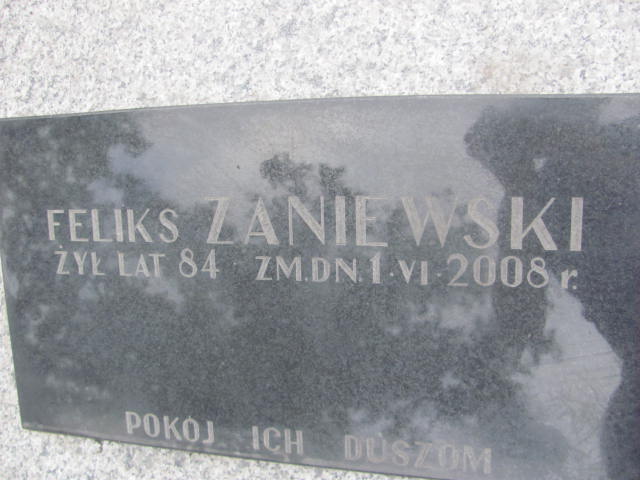 FELIKS ZANIEWSKI
ŻYŁ LAT 84 ZM.DN.1·VI·2008 r.
POKÓJ ICH DUSZOM